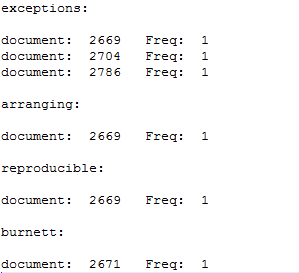 exceptions:
document:  2669   Freq:  1
document:  2704   Freq:  1
document:  2786   Freq:  1
arranging:
document:  2669   Freq:  1
reproducible:
document:  2669   Freq:  1
burnett:
document:  2671   Freq:  1